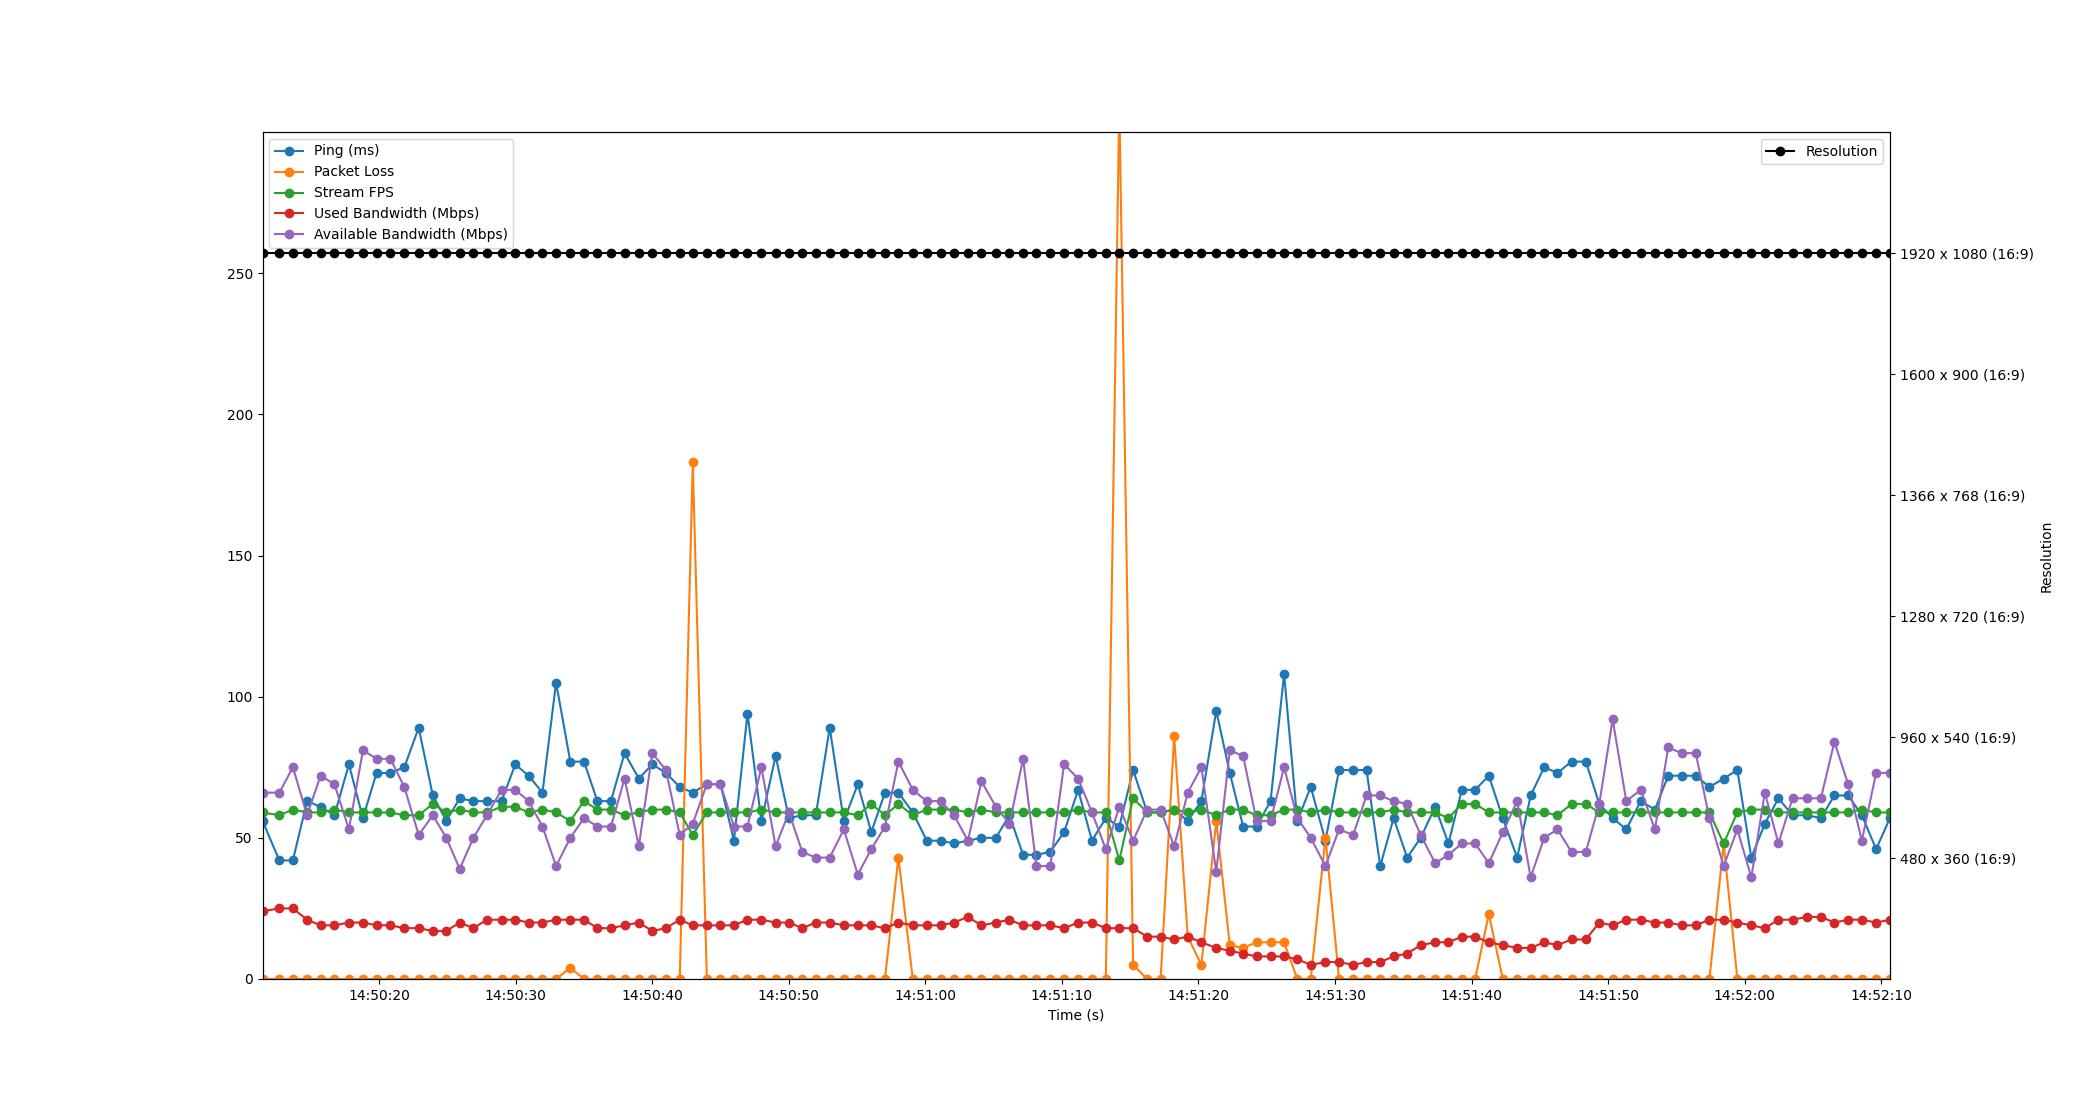 Ping (ms)
Packet Loss
Stream FPS
Used Bandwidth (Mbps)
Available Bandwidth (Mbps)
Resolution
250
200
150
100
50
0
1920 x 1080 (16:9)
1600 x 900 (16:9)
1366 x 768 (16:9)
1280 x 720 (16:9)
960 x 540 (16:9)
480 x 360 (16:9)
Resolution
14:50:20 14:50:30 14:50:40 14:50:50 14:51:00 14:51:10 14:51:20 14:51:30 14:51:40 14:51:50 14:52:00 14:52:10
Time (s)